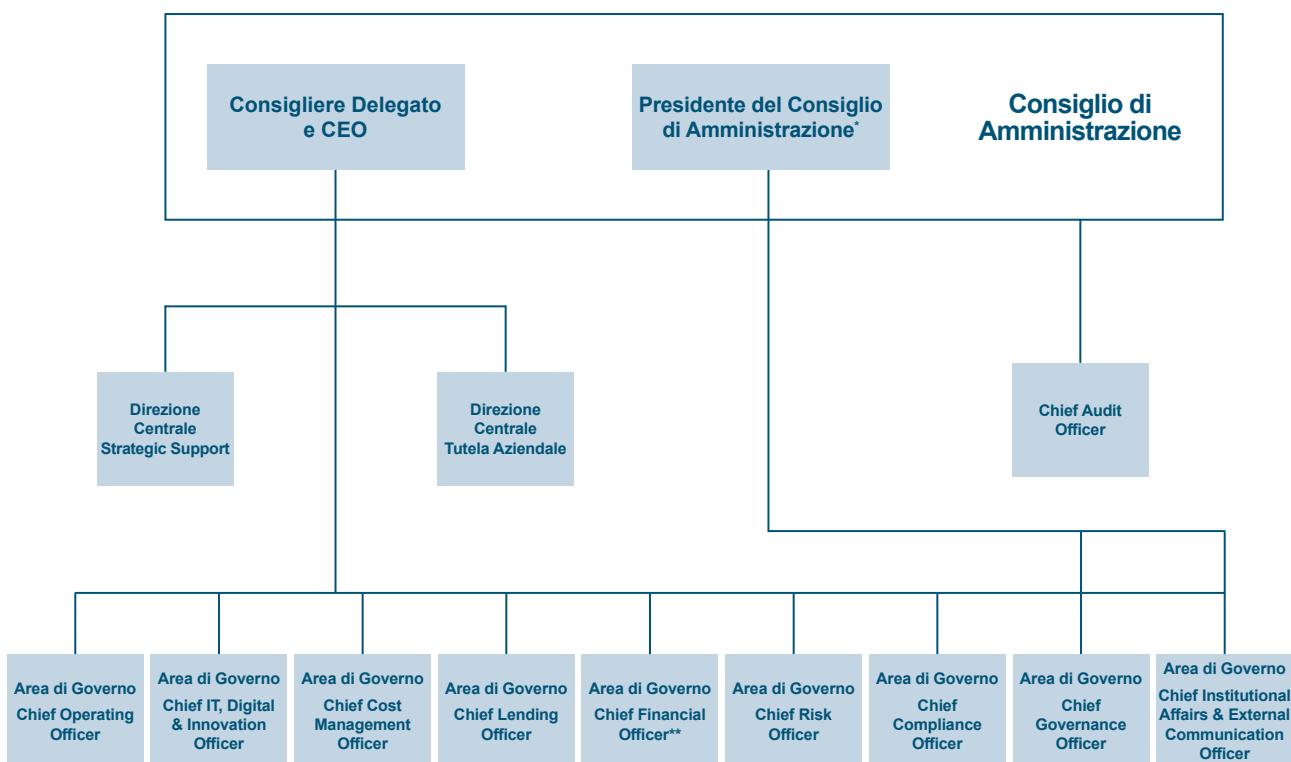 Consigliere Delegato
e CEO
Presidente del Consiglio
di Amministrazione*
Consiglio di
Amministrazione
Direzione
Centrale
Strategic Support
Direzione
Centrale
Tutela Aziendale
Chief Audit
Officer
Area di Governo
Chief Operating
Officer
Area di Governo
Chief IT, Digital
& Innovation
Officer
Area di Governo
Chief Cost
Management
Officer
Area di Governo
Chief Lending
Officer
Area di Governo
Chief Financial
Officer**
Area di Governo
Chief Risk
Officer
Area di Governo
Chief
Compliance
Officer
Area di Governo
Chief
Governance
Officer
Area di Governo
Chief Institutional
Affairs & External
Communication
Officer